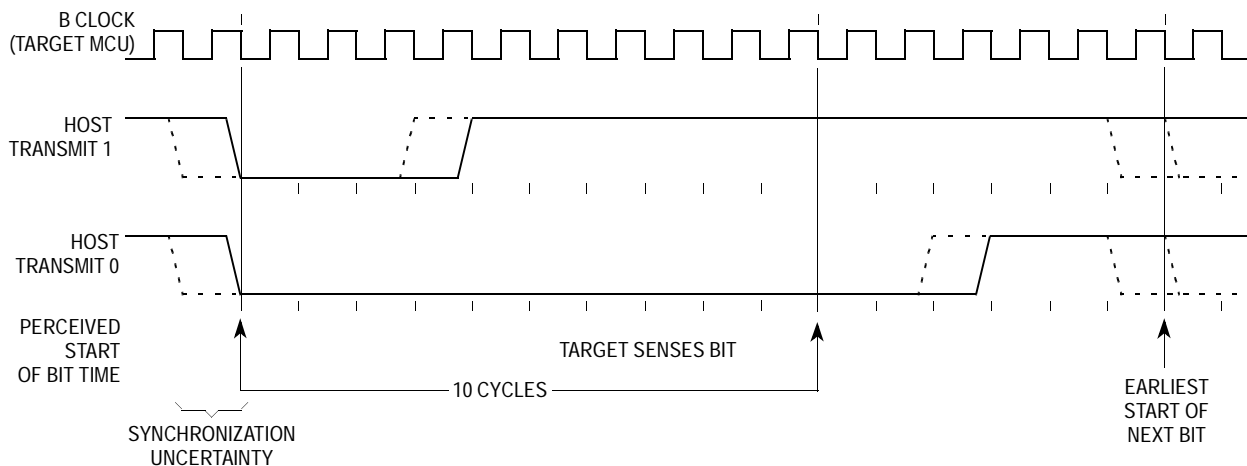 B CLOCK
(TARGET MCU)
HOST
TRANSMIT 1
HOST
TRANSMIT 0
PERCEIVED
START
OF BIT TIME
TARGET SENSES BIT
10 CYCLES
EARLIEST
START OF
NEXT BIT
SYNCHRONIZATION
UNCERTAINTY